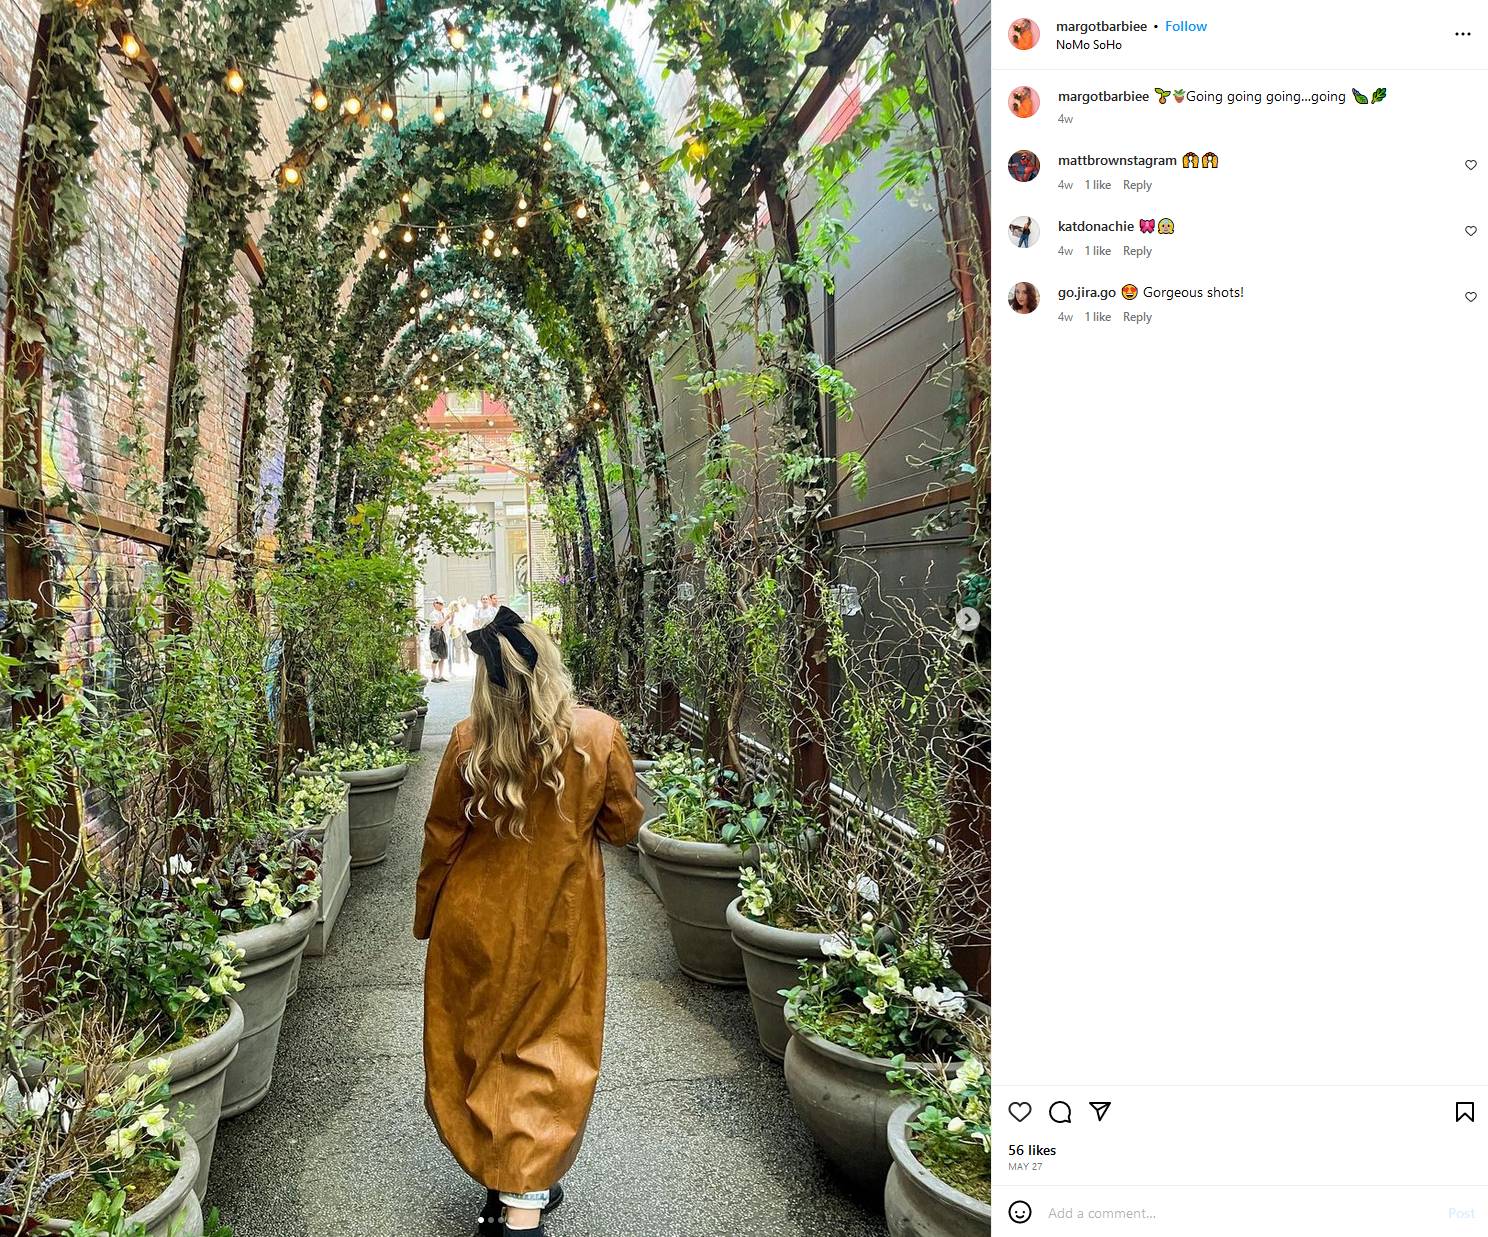 margotbarbiee • Follow
NoMo SoHo
margotbarbiee 🌱🪴Going going going...going 🍃🌿
4w
mattbrownstagram 🙌🙌
4w 1 like Reply
katdonachie 🎀👼
4w 1 like Reply
go.jira.go 😍 Gorgeous shots!
4w 1 like Reply
56 likes
MAY 27
Add a comment...
Post